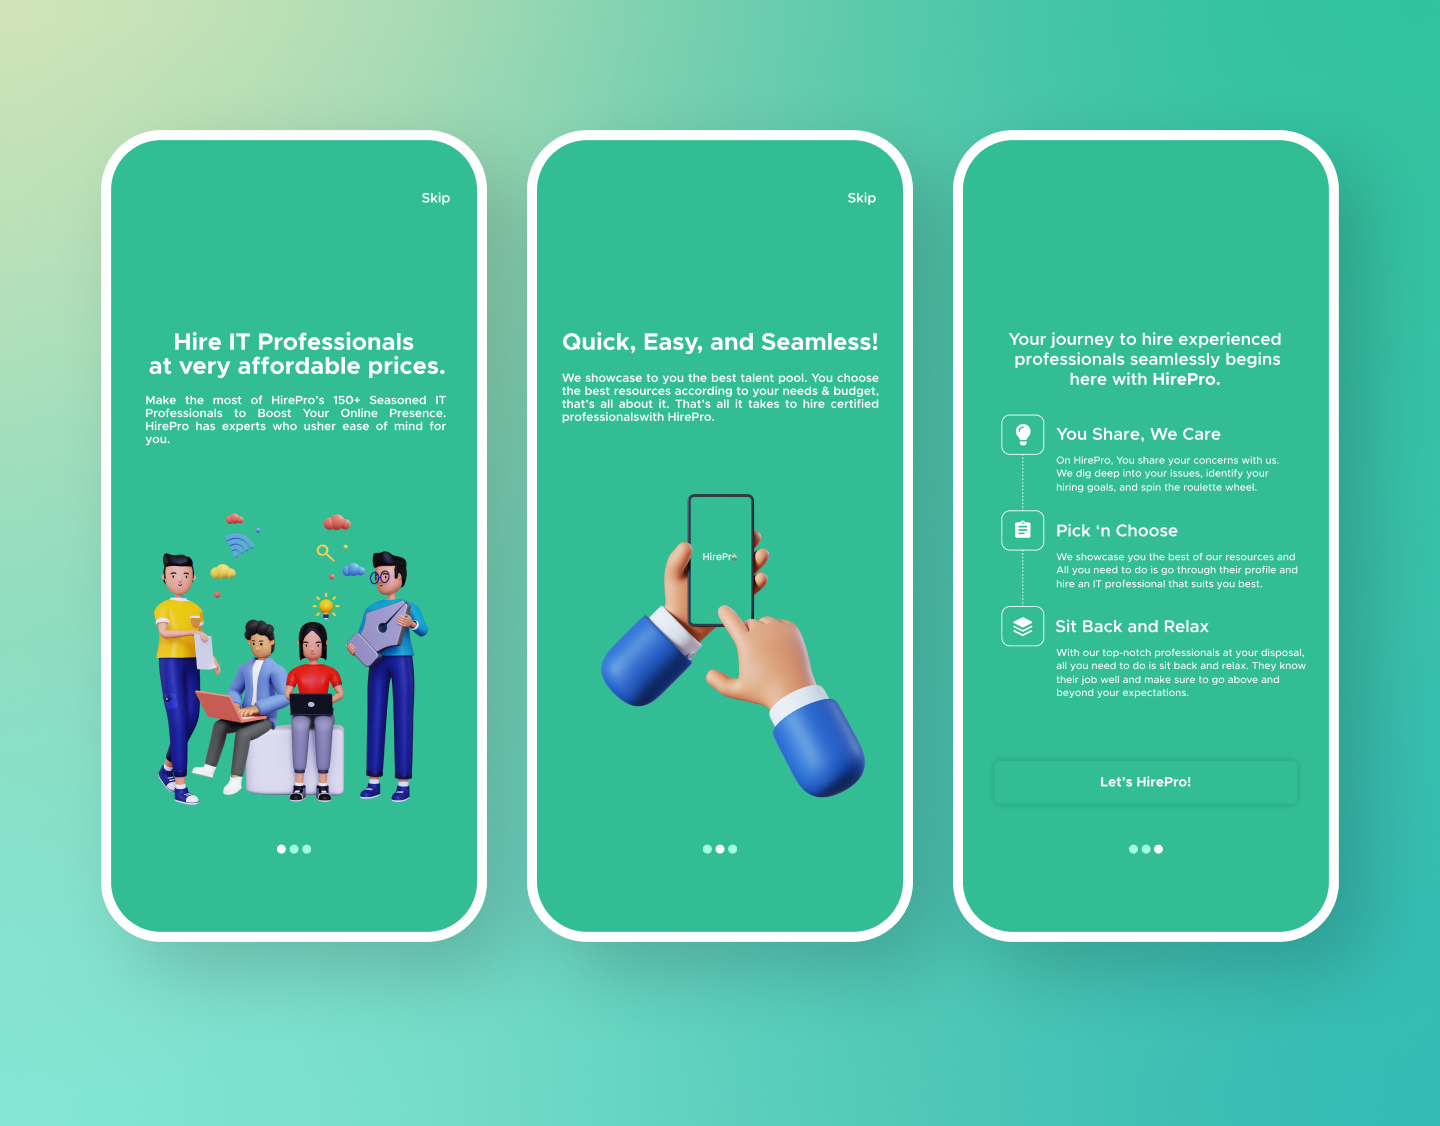 Skip
Hire IT Professionals
at very affordable prices.
Make the most of HirePro’s 150+ Seasoned IT
Professionals to Boost Your Online Presence.
HirePro has experts who usher ease of mind for
you.
Skip
Quick, Easy, and Seamless!
We showcase to you the best talent pool. You choose
the best resources according to your needs & budget,
that’s all about it. That’s all it takes to hire certified
professionalswith HirePro.
HirePro
Your journey to hire experienced
professionals seamlessly begins
here with HirePro.
You Share, We Care
On HirePro, You share your concerns with us.
We dig deep into your issues, identify your
hiring goals, and spin the roulette wheel.
Pick ‘n Choose
We showcase you the best of our resources and
All you need to do is go through their profile and
hire an IT professional that suits you best.
Sit Back and Relax
With our top-notch professionals at your disposal,
all you need to do is sit back and relax. They know
their job well and make sure to go above and
beyond your expectations.
Let’s HirePro!